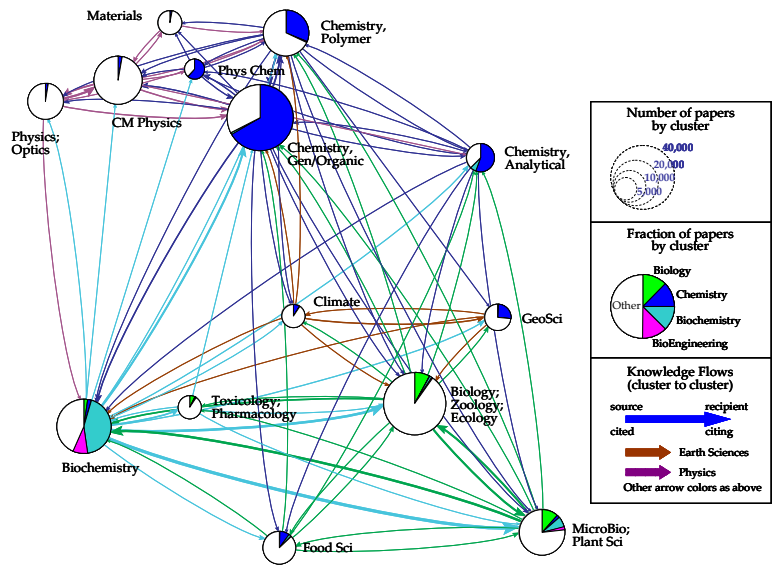 Materials
Chemistry,
Polymer
Phys Chem
CM Physics
Physics;
Optics
Chemistry,
Gen/Organic
Chemistry,
Analytical
Climate
GeoSci
Toxicology;
Pharmacology
Biology;
Zoology;
Ecology
Biochemistry
Food Sci
MicroBio;
Plant Sci
Number of papers
by cluster
40,000
20,000
10,000
5,000
Fraction of papers
by cluster
Biology
Chemistry
Other
Biochemistry
BioEngineering
Knowledge Flows
(cluster to cluster)
source recipient
cited citing
Earth Sciences
Physics
Other arrow colors as above